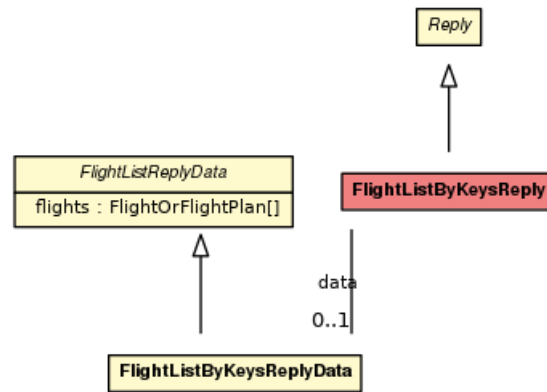 Reply
FlightListReplyData
flights : FlightOrFlightPlan[]
FlightListByKeysReply
data
0..1
FlightListByKeysReplyData